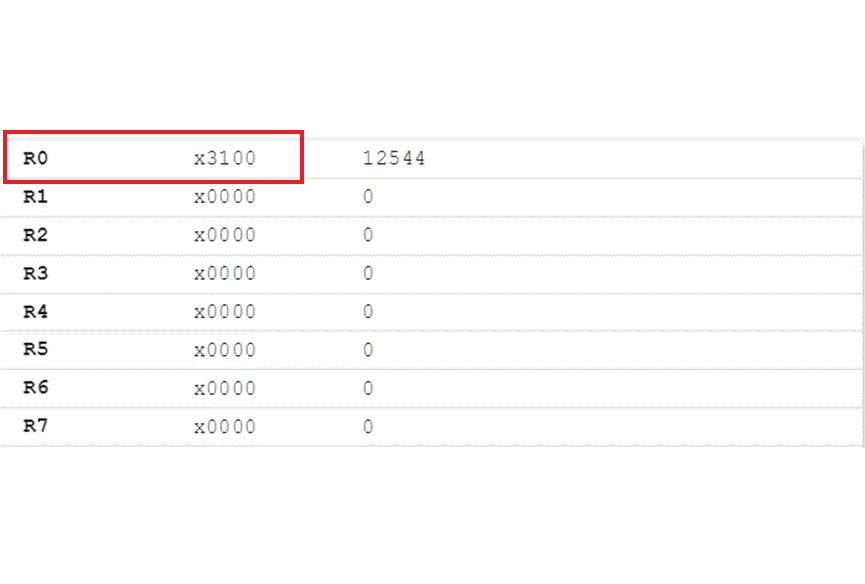 R0 x3100 12544
R1 x0000 0
R2 x0000 0
R3 x0000 0
R4 x0000 0
R5 x0000 0
R6 x0000 0
R7 x0000 0